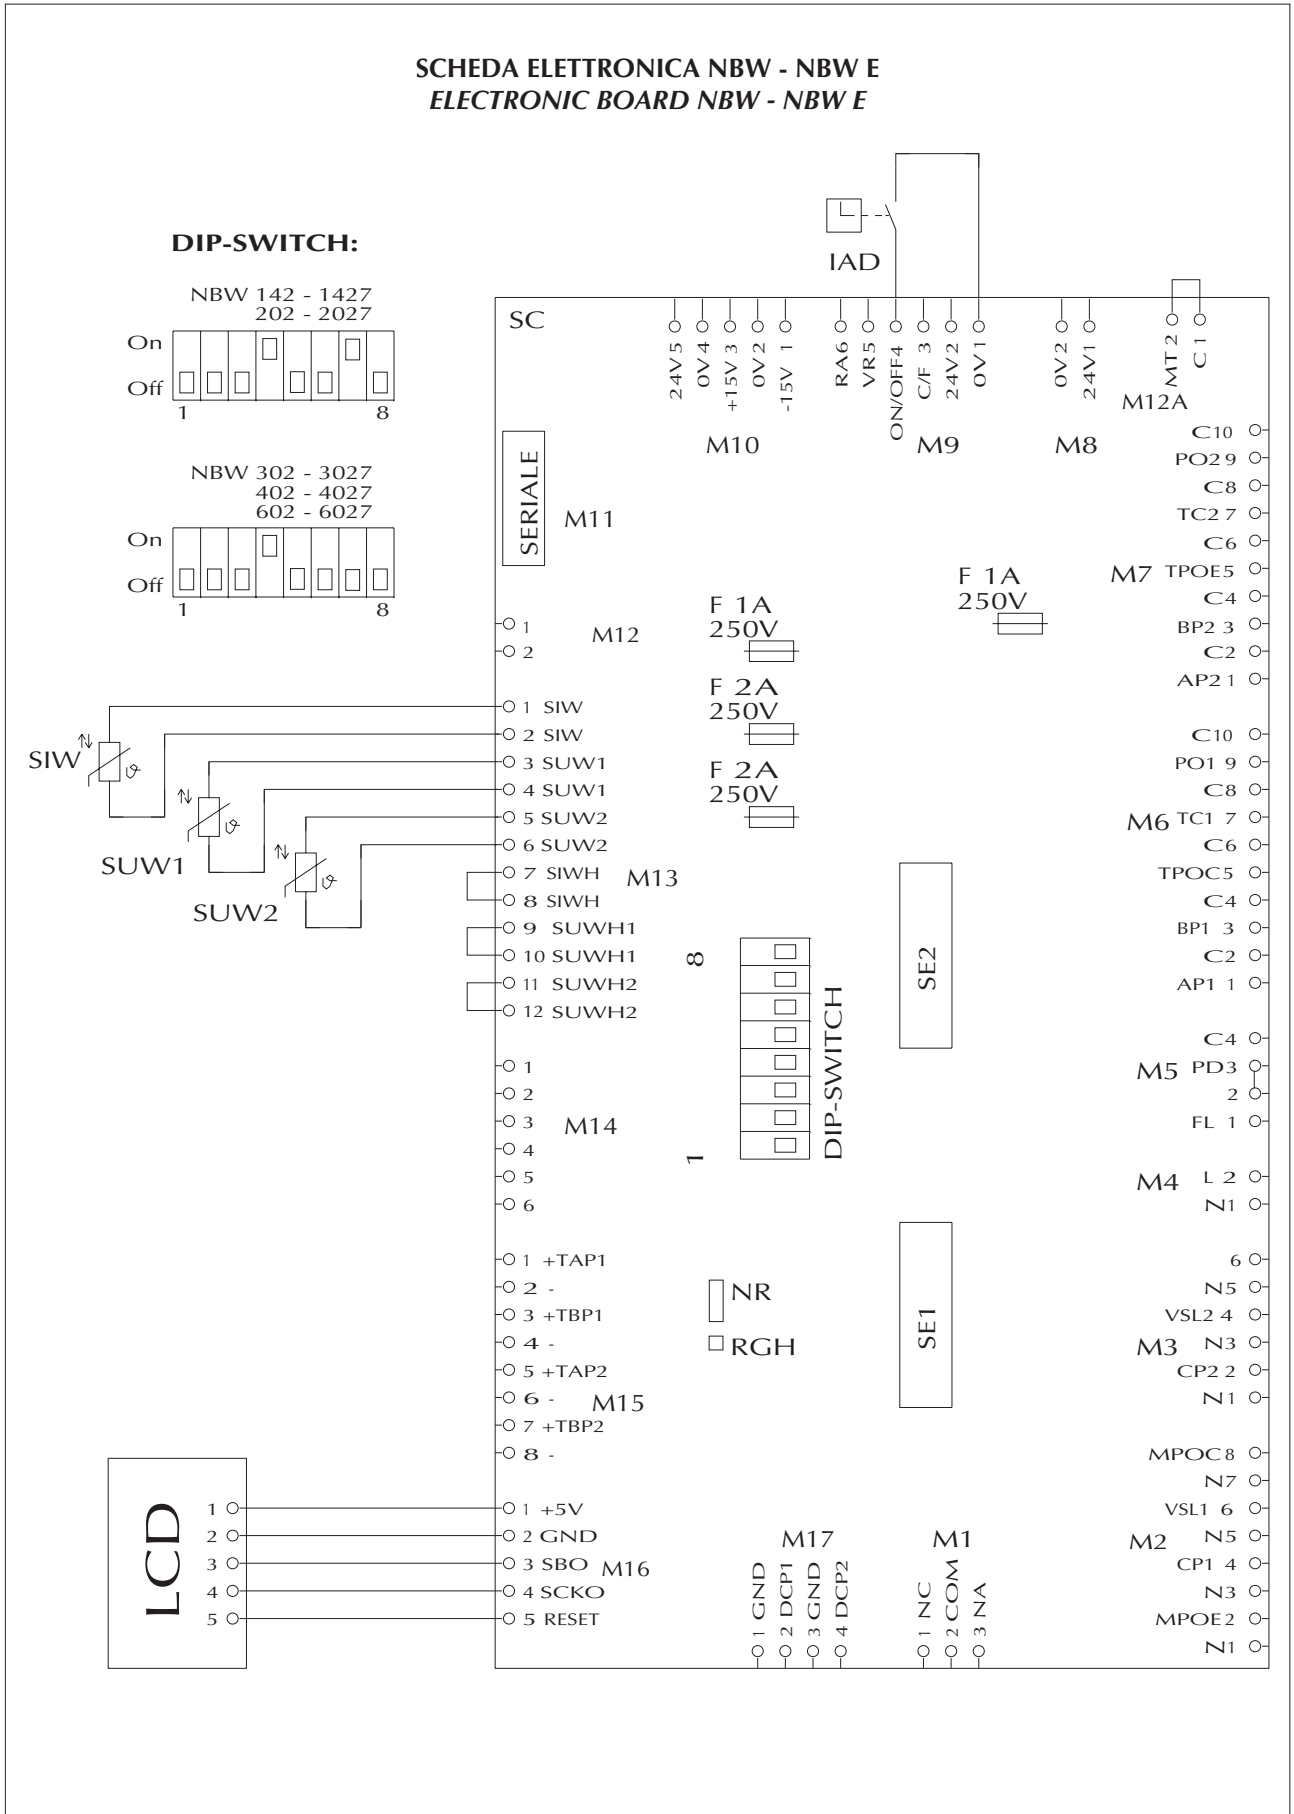 SCHEDA ELETTRONICA NBW - NBW E
ELECTRONIC BOARD NBW - NBW E
DIP-SWITCH:
NBW 142 - 1427
202 - 2027
On
Off
1
8
NBW 302 - 3027
402 - 4027
602 - 6027
On
Off
1
8
IAD
SC
24V 5
0V 4
+15V 3
0V 2
-15V 1
M10
RA6
VR5
ON/OFF4
C/F 3
24V2
0V1
M9
0V 2
24V1
M8
MT 2
C 1
M12A
SERIALE
M11
1
2
M12
F 1A
250V
F 2A
250V
F 2A
250V
F 1A
250V
SIW
SUW1
SUW2
1 SIW
2 SIW
3 SUW1
4 SUW1
5 SUW2
6 SUW2
7 SIWH
8 SIWH
9 SUWH1
10 SUWH1
11 SUWH2
12 SUWH2
M13
8
1
DIP-SWITCH
SE2
SE1
1
2
3
4
5
6
M14
1 +TAP1
2 -
3 +TBP1
4 -
5 +TAP2
6 -
7 +TBP2
8 -
M15
NR
RGH
LCD
1
2
3
4
5
1 +5V
2 GND
3 SBO
4 SCKO
5 RESET
M16
M17
1 GND
2 DCP1
3 GND
4 DCP2
M1
1 NC
2 COM
3 NA
C10
PO2 9
C8
TC2 7
C6
M7
TPOE5
C4
BP2 3
C2
AP2 1
C10
PO1 9
C8
M6
TC1 7
C6
TPOC5
C4
BP1 3
C2
AP1 1
C4
M5
PD3
2
FL 1
M4
L 2
N1
6
N5
VSL2 4
M3
N3
CP2 2
N1
MPOC8
N7
VSL1 6
M2
N5
CP1 4
N3
MPOE2
N1